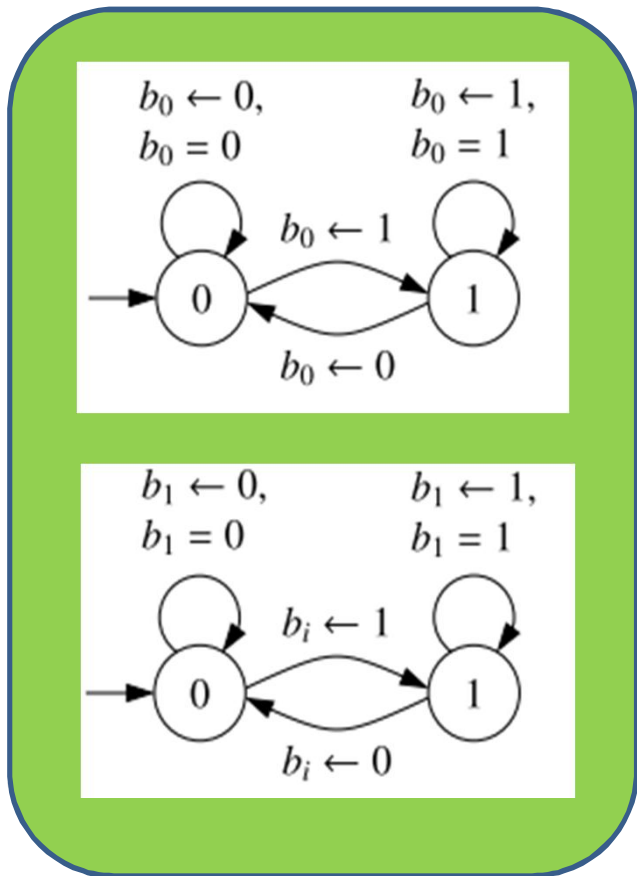 b₀ ← 0,
b₀ = 0
b₀ ← 1,
b₀ = 1
b₀ ← 1
0
1
b₀ ← 0
b₁ ← 0,
b₁ = 0
b₁ ← 1,
b₁ = 1
bᵢ ← 1
0
1
bᵢ ← 0